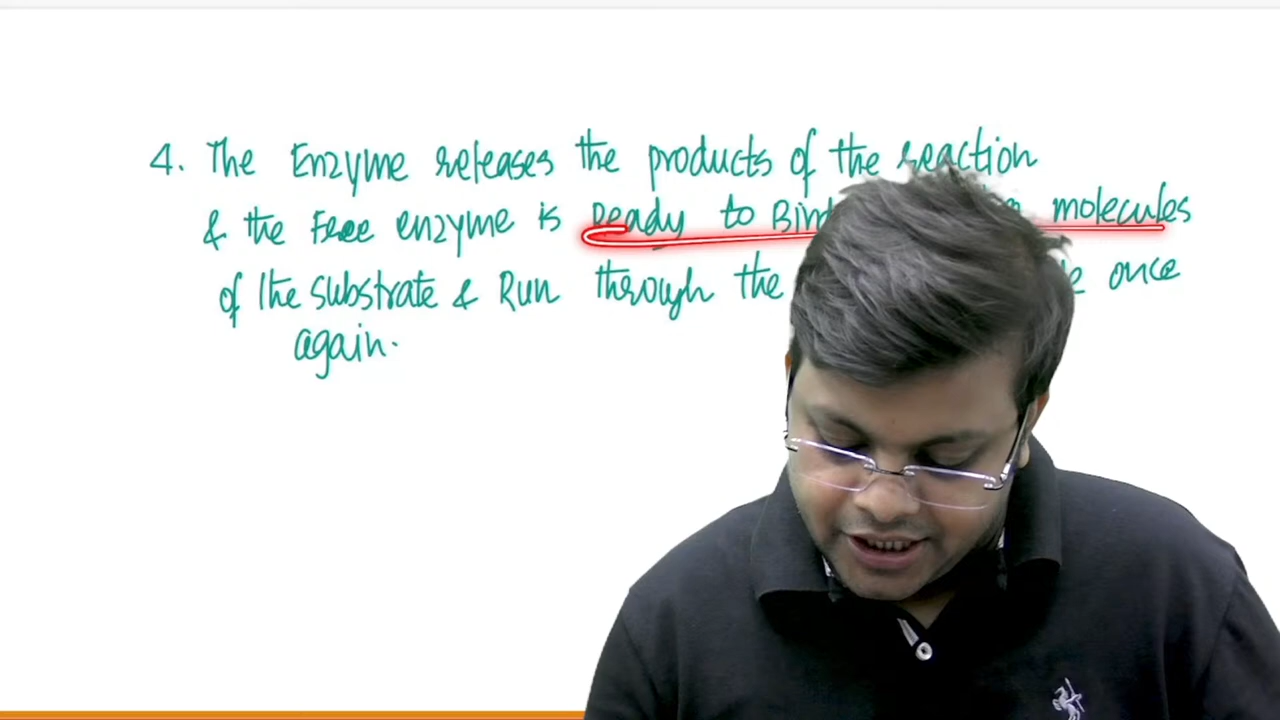 4. The Enzyme releases the products of the reaction
& the Free enzyme is Ready to Bind molecules
of the substrate & Run through the once
again.